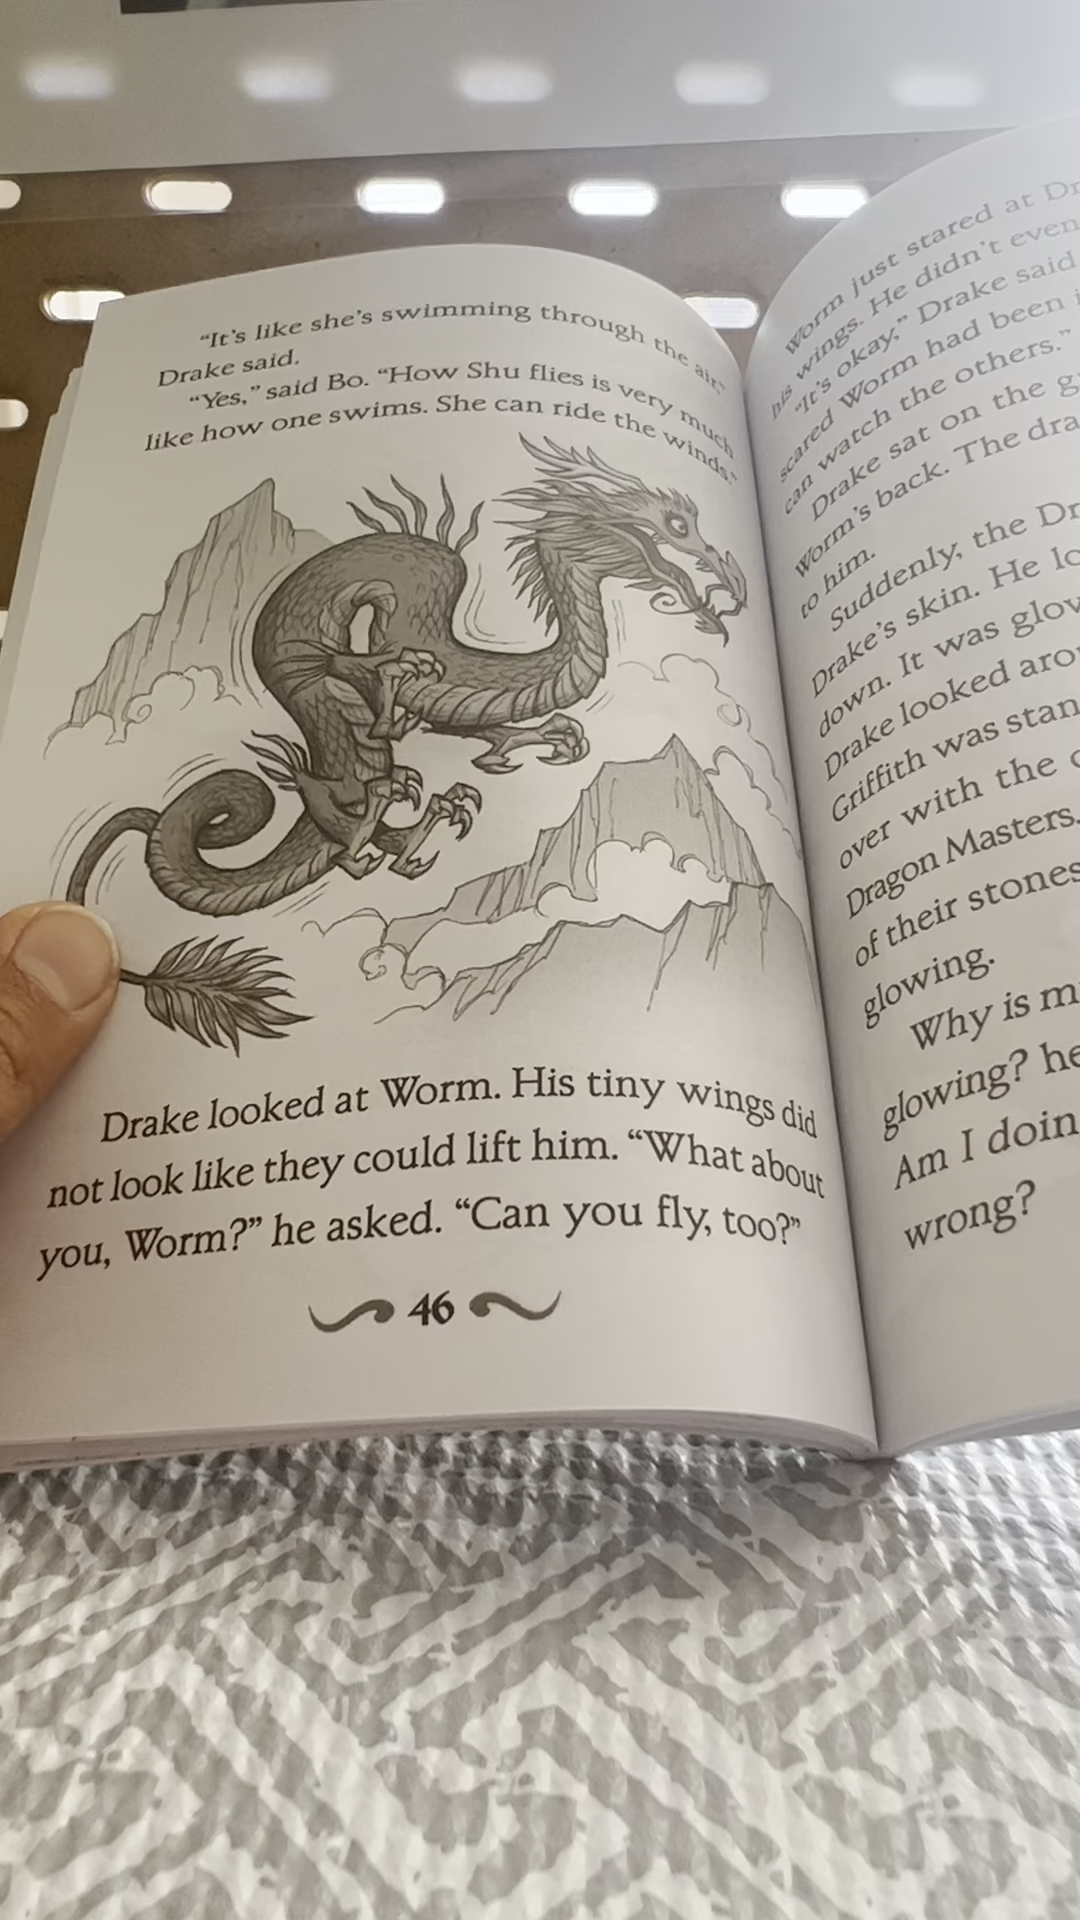 “It’s like she’s swimming through the air,”
Drake said.
“Yes,” said Bo. “How Shu flies is very much
like how one swims. She can ride the winds.”
Drake looked at Worm. His tiny wings did
not look like they could lift him. “What about
you, Worm?” he asked. “Can you fly, too?”
46
Worm just stared at
his wings. He didn’t even
“It’s okay,” Drake said
scared Worm had been
can watch the others.”
Drake sat on the
Worm’s back. The
to him.
Suddenly, the
Drake’s skin. He
down. It was
Drake looked
Griffith was
over with the
Dragon Masters.
of their stones
glowing.
Why is
glowing? he
Am I
wrong?